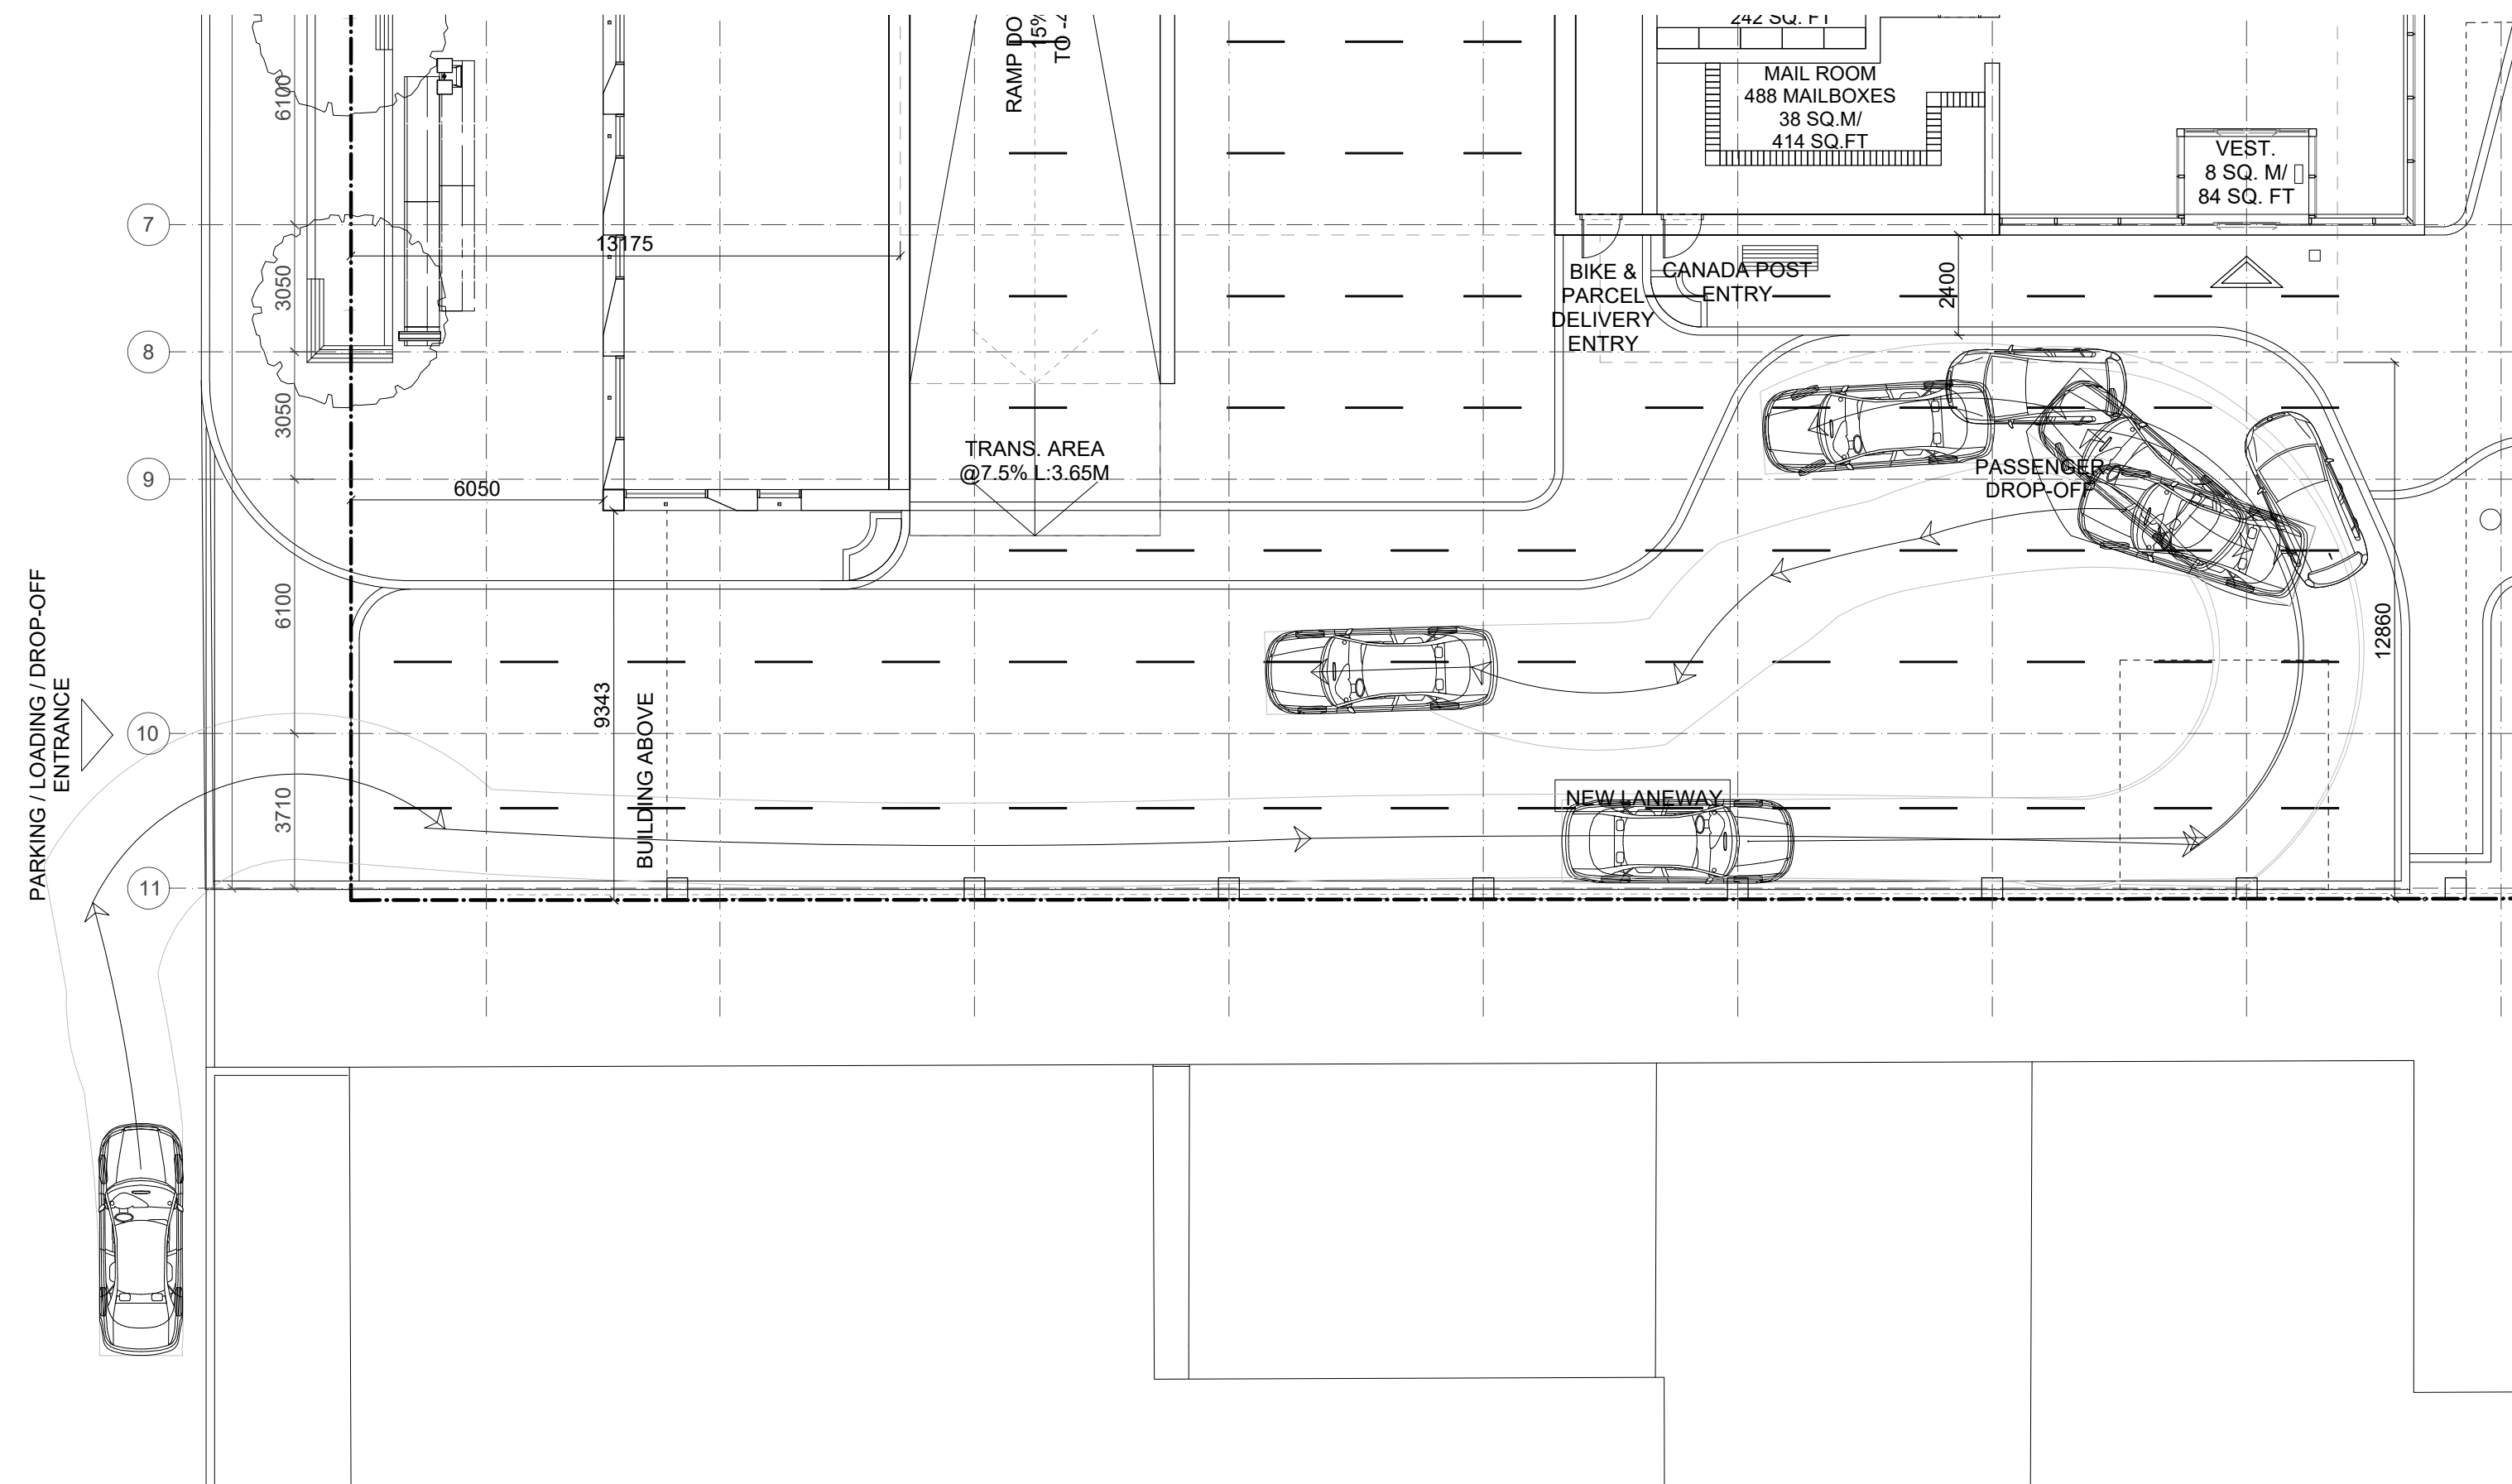 242 SQ. FT
MAIL ROOM
488 MAILBOXES
38 SQ.M/
414 SQ.FT
VEST.
8 SQ. M/
84 SQ. FT
RAMP DO
15%
6100
7
13175
3050
BIKE &
PARCEL
DELIVERY
ENTRY
CANADA POST
ENTRY
2400
8
3050
TRANS. AREA
@7.5% L:3.65M
9
6050
PASSENGER
DROP-OFF
6100
12860
PARKING / LOADING / DROP-OFF
ENTRANCE
10
9343
BUILDING ABOVE
3710
NEW LANEWAY
11